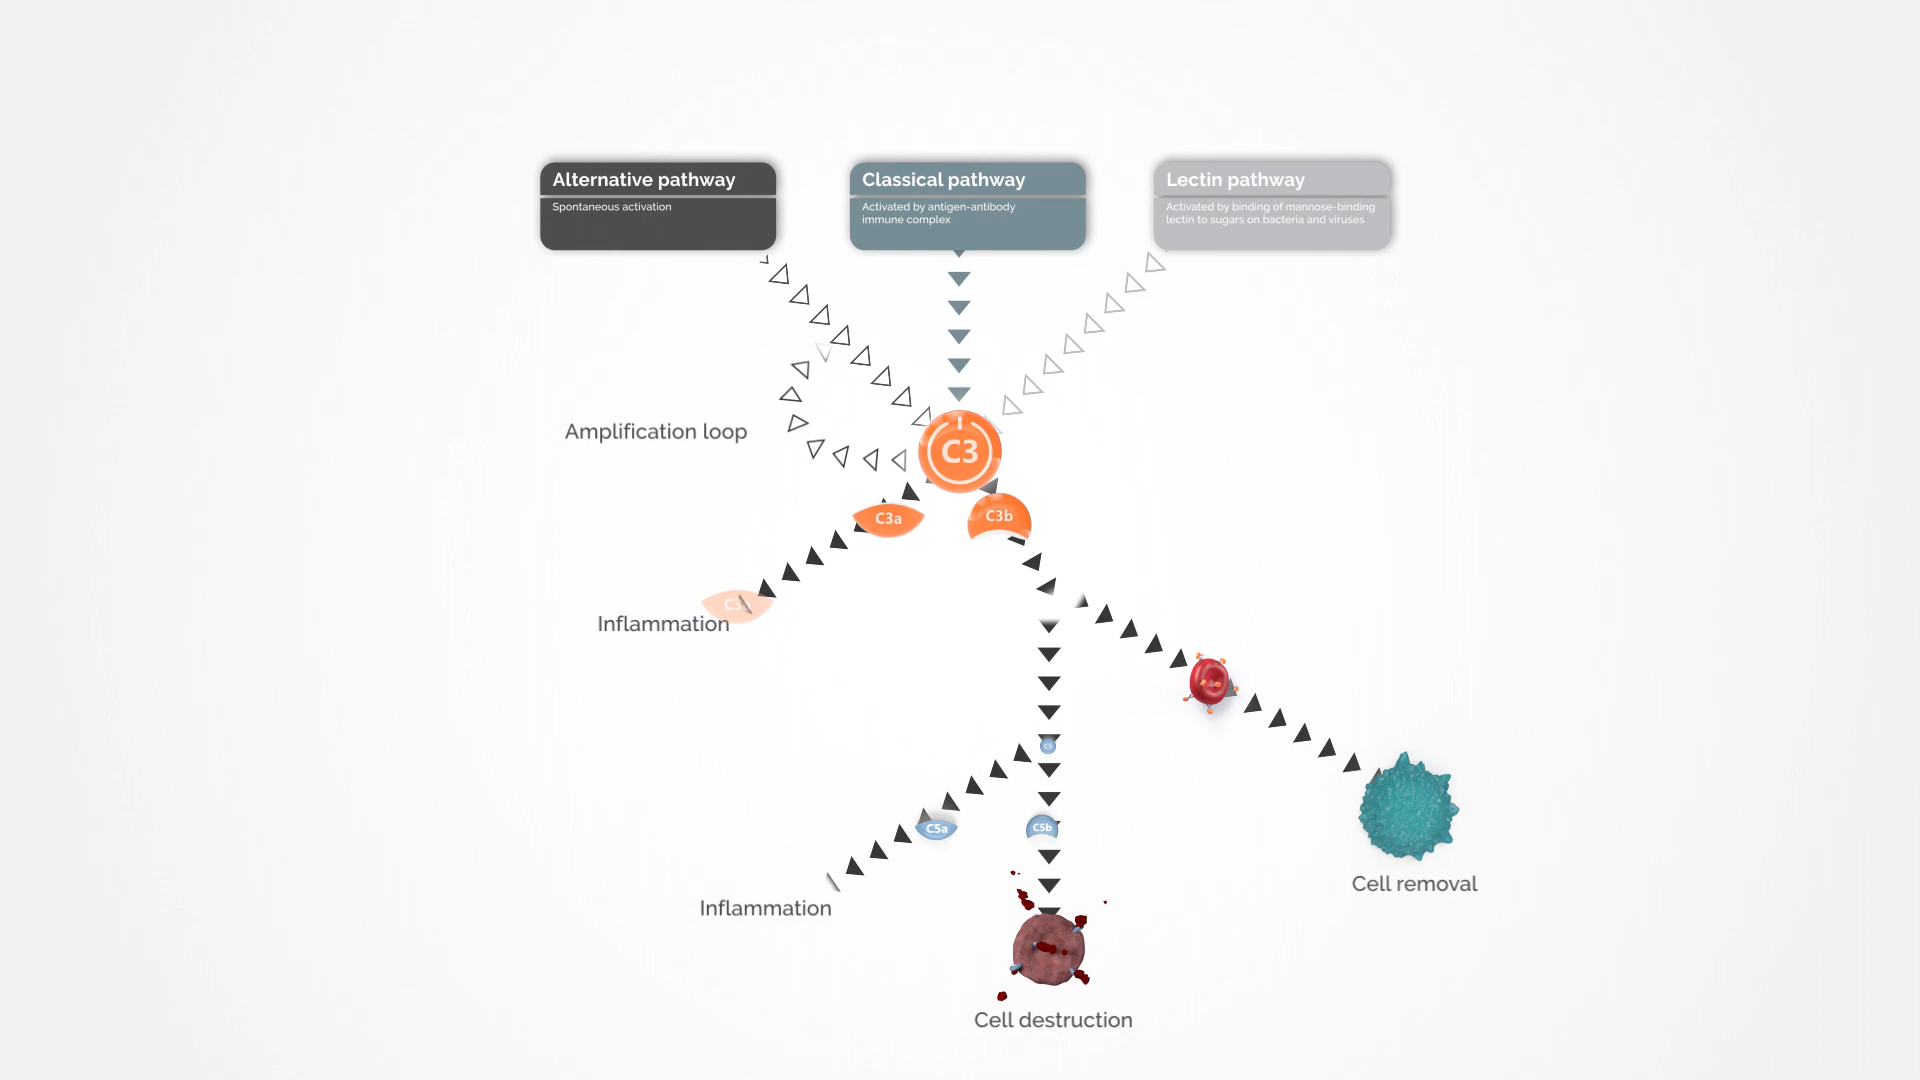 Alternative pathway
Spontaneous activation
Classical pathway
Activated by antigen-antibody
immune complex
Lectin pathway
Activated by binding of mannose-binding
lectin to sugars on bacteria and viruses
Amplification loop
C3
C3a
C3b
C3a
Inflammation
C5
C5a
C5b
Inflammation
Cell removal
Cell destruction